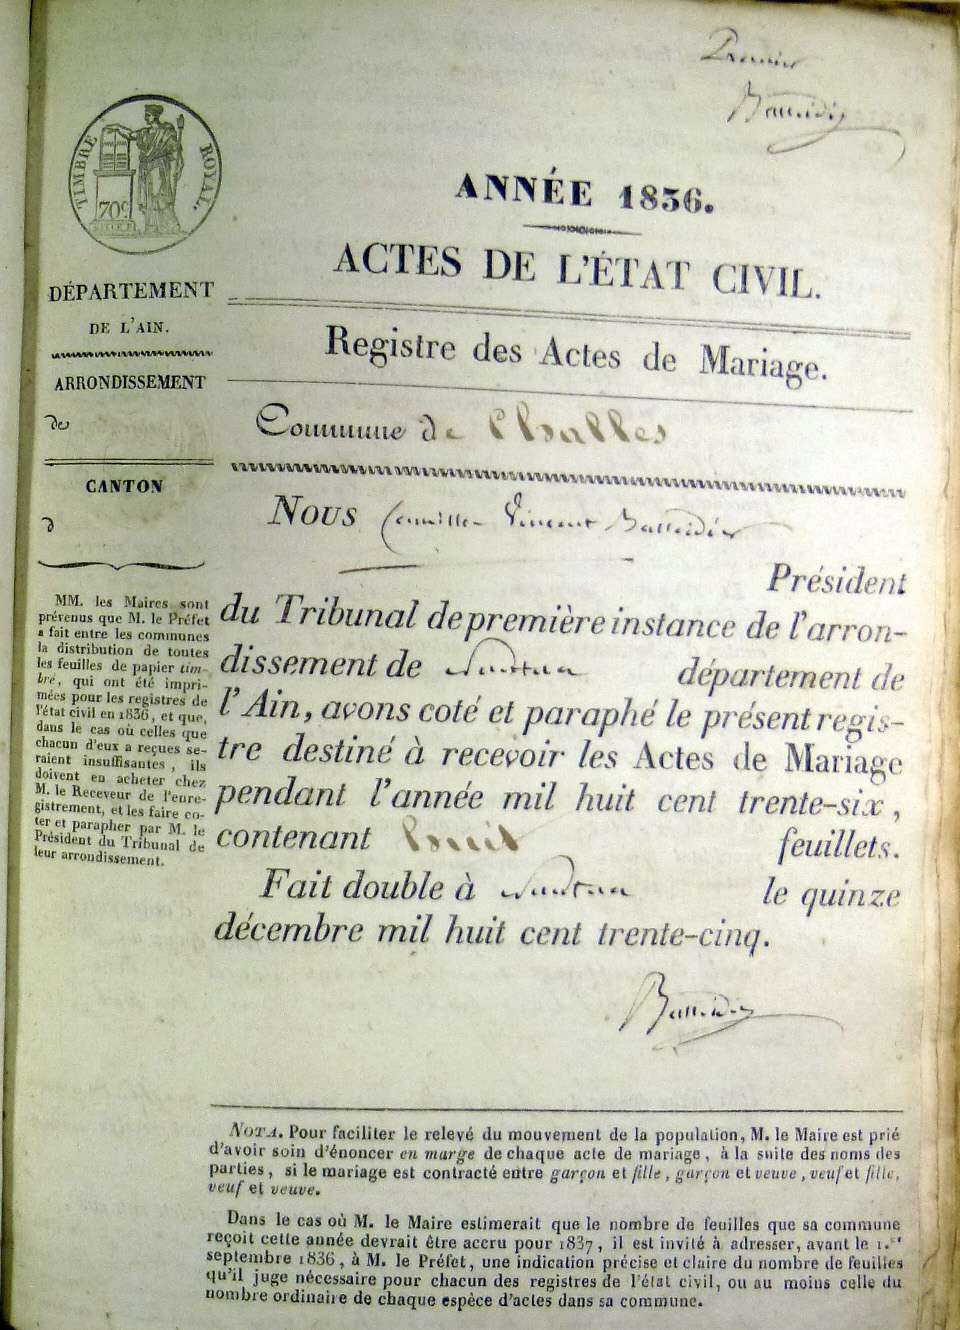 Premier
TIMBRE ROYAL.
70c
ANNÉE 1836.
ACTES DE L'ÉTAT CIVIL.
DÉPARTEMENT
DE L'AIN.
ARRONDISSEMENT
de
CANTON
d
MM. les Maires sont
prévenus que M. le Préfet
a fait entre les communes
la distribution de toutes
les feuilles de papier tim-
bré, qui ont été impri-
mées pour les registres de
l'état civil en 1836, et que,
dans le cas où celles que
chacun d'eux a reçues se-
raient insuffisantes, ils
doivent en acheter chez
M. le Receveur de l'enre-
gistrement, et les faire co-
ter et parapher par M. le
Président du Tribunal de
leur arrondissement.
Registre des Actes de Mariage.
Commune de Challes
Nous Camille Vincent
Président
du Tribunal de première instance de l'arron-
dissement de Nantua département de
l'Ain, avons coté et paraphé le présent regis-
tre destiné à recevoir les Actes de Mariage
pendant l'année mil huit cent trente-six,
contenant huit feuillets.
Fait double à Nantua le quinze
décembre mil huit cent trente-cinq.
NOTA. Pour faciliter le relevé du mouvement de la population, M. le Maire est prié
d'avoir soin d'énoncer en marge de chaque acte de mariage, à la suite des noms des
parties, si le mariage est contracté entre garçon et fille, garçon et veuve, veuf et fille,
veuf et veuve.
Dans le cas où M. le Maire estimerait que le nombre de feuilles que sa commune
reçoit cette année devrait être accru pour 1837, il est invité à adresser, avant le 1.er
septembre 1836, à M. le Préfet, une indication précise et claire du nombre de feuilles
qu'il juge nécessaire pour chacun des registres de l'état civil, ou au moins celle du
nombre ordinaire de chaque espèce d'actes dans sa commune.